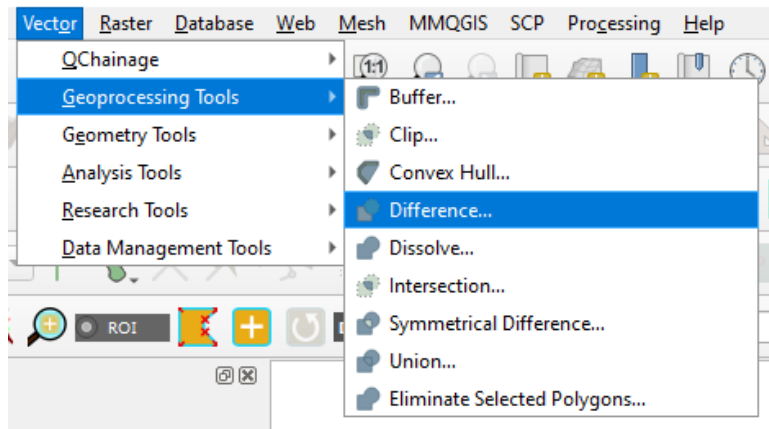 Vector Raster Database Web Mesh MMQGIS SCP Processing Help
QChainage
1:1
Geoprocessing Tools
Buffer...
Geometry Tools
Clip...
Analysis Tools
Convex Hull...
Research Tools
Difference...
Data Management Tools
Dissolve...
Intersection...
ROI
Symmetrical Difference...
Union...
Eliminate Selected Polygons...